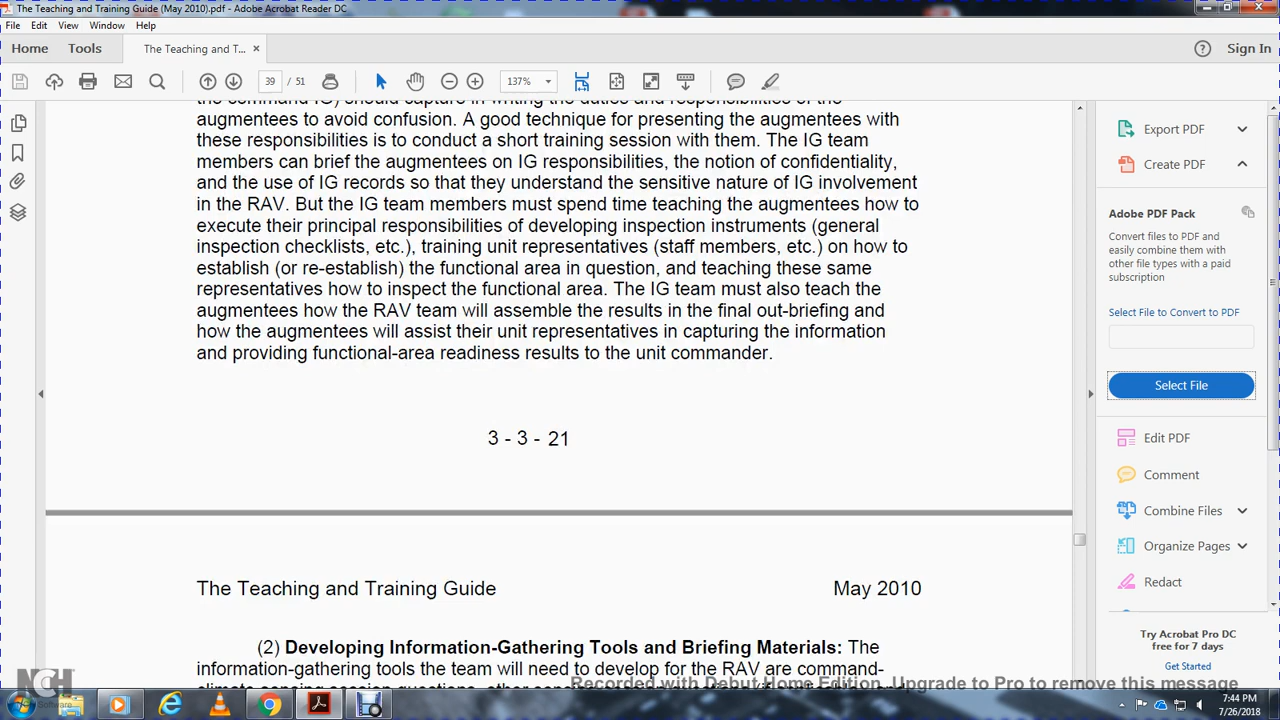 The Teaching and Training Guide (May 2010).pdf - Adobe Acrobat Reader DC
File Edit View Window Help
Home Tools The Teaching and T... × Sign In
39 / 51 137%
the command IG) should capture in writing the duties and responsibilities of the
augmentees to avoid confusion. A good technique for presenting the augmentees with
these responsibilities is to conduct a short training session with them. The IG team
members can brief the augmentees on IG responsibilities, the notion of confidentiality,
and the use of IG records so that they understand the sensitive nature of IG involvement
in the RAV. But the IG team members must spend time teaching the augmentees how to
execute their principal responsibilities of developing inspection instruments (general
inspection checklists, etc.), training unit representatives (staff members, etc.) on how to
establish (or re-establish) the functional area in question, and teaching these same
representatives how to inspect the functional area. The IG team must also teach the
augmentees how the RAV team will assemble the results in the final out-briefing and
how the augmentees will assist their unit representatives in capturing the information
and providing functional-area readiness results to the unit commander.
3 - 3 - 21
The Teaching and Training Guide May 2010
(2) Developing Information-Gathering Tools and Briefing Materials: The
information-gathering tools the team will need to develop for the RAV are command-
Export PDF
Create PDF
Adobe PDF Pack
Convert files to PDF and
easily combine them with
other file types with a paid
subscription
Select File to Convert to PDF
Select File
Edit PDF
Comment
Combine Files
Organize Pages
Redact
Try Acrobat Pro DC
free for 7 days
Get Started
Recorded with Debut Home Edition. Upgrade to Pro to remove this message
NCH
Software
7:44 PM
7/26/2018